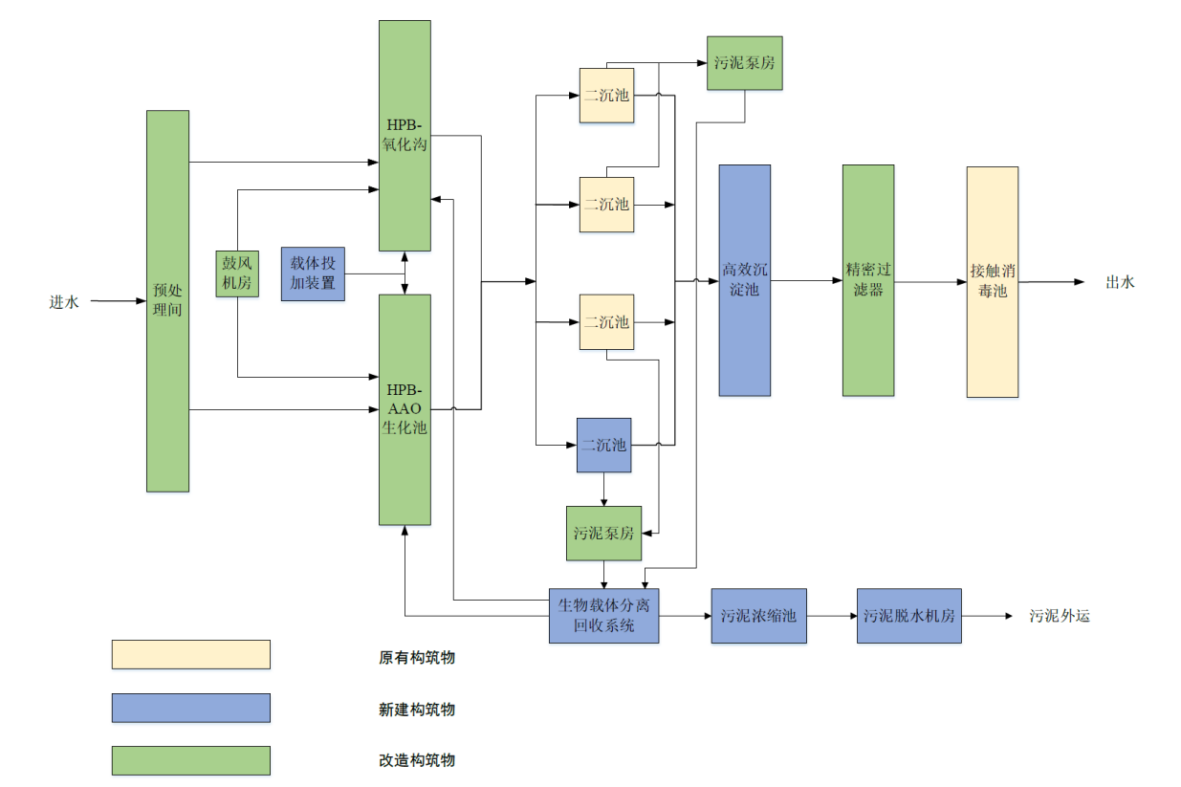 污泥泵房
二沉池
HPB-
氧化沟
二沉池
鼓风
机房
载体投
加装置
高效沉
淀池
精密过
滤器
接触消
毒池
进水
预处
理间
出水
二沉池
HPB-
AAO
生化池
二沉池
污泥泵房
生物载体分离
回收系统
污泥浓缩池
污泥脱水机房
污泥外运
原有构筑物
新建构筑物
改造构筑物